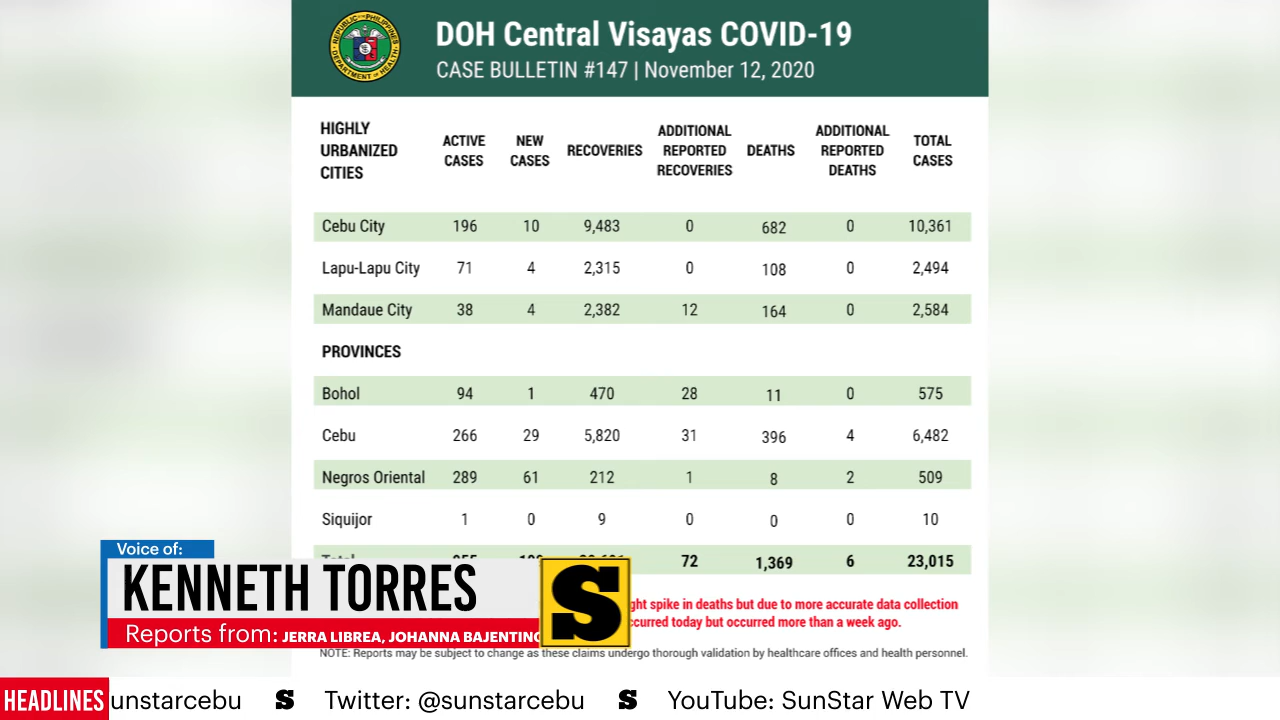 DOH Central Visayas COVID-19
CASE BULLETIN #147 | November 12, 2020
HIGHLY URBANIZED CITIES ACTIVE CASES NEW CASES RECOVERIES ADDITIONAL REPORTED RECOVERIES DEATHS ADDITIONAL REPORTED DEATHS TOTAL CASES
Cebu City 196 10 9,483 0 682 0 10,361
Lapu-Lapu City 71 4 2,315 0 108 0 2,494
Mandaue City 38 4 2,382 12 164 0 2,584
PROVINCES
Bohol 94 1 470 28 11 0 575
Cebu 266 29 5,820 31 396 4 6,482
Negros Oriental 289 61 212 1 8 2 509
Siquijor 1 0 9 0 0 0 10
72 1,369 6 23,015
spike in deaths but due to more accurate data collection
today but occurred more than a week ago.
NOTE: Reports may be subject to change as these claims undergo thorough validation by healthcare offices and health personnel.
Voice of:
KENNETH TORRES
Reports from: JERRA LIBREA, JOHANNA BAJENTING
S
HEADLINES unstarcebu S Twitter: @sunstarcebu S YouTube: SunStar Web TV